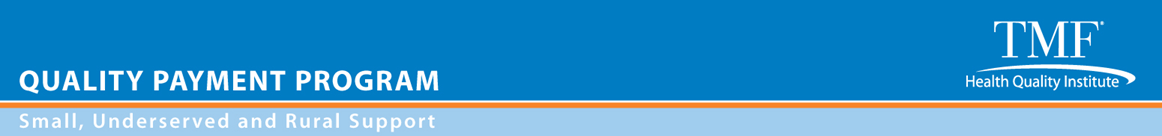 TMF®
Health Quality Institute
QUALITY PAYMENT PROGRAM
Small, Underserved and Rural Support